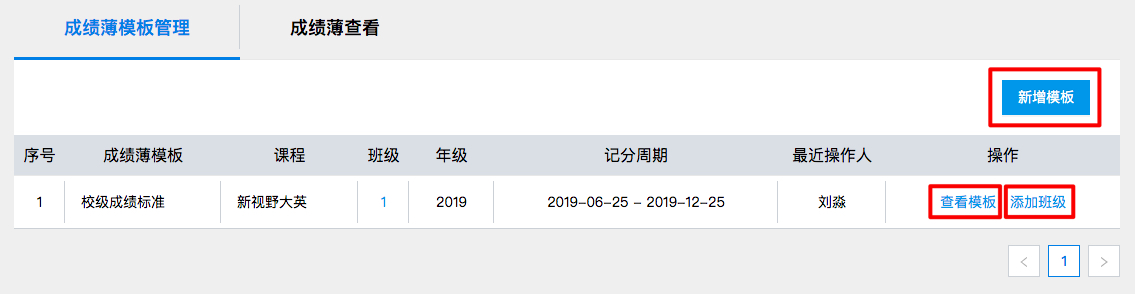 成绩薄模板管理 成绩薄查看
新增模板
序号 成绩薄模板 课程 班级 年级 记分周期 最近操作人 操作
1 校级成绩标准 新视野大英 1 2019 2019-06-25 - 2019-12-25 刘淼 查看模板 添加班级
< 1 >